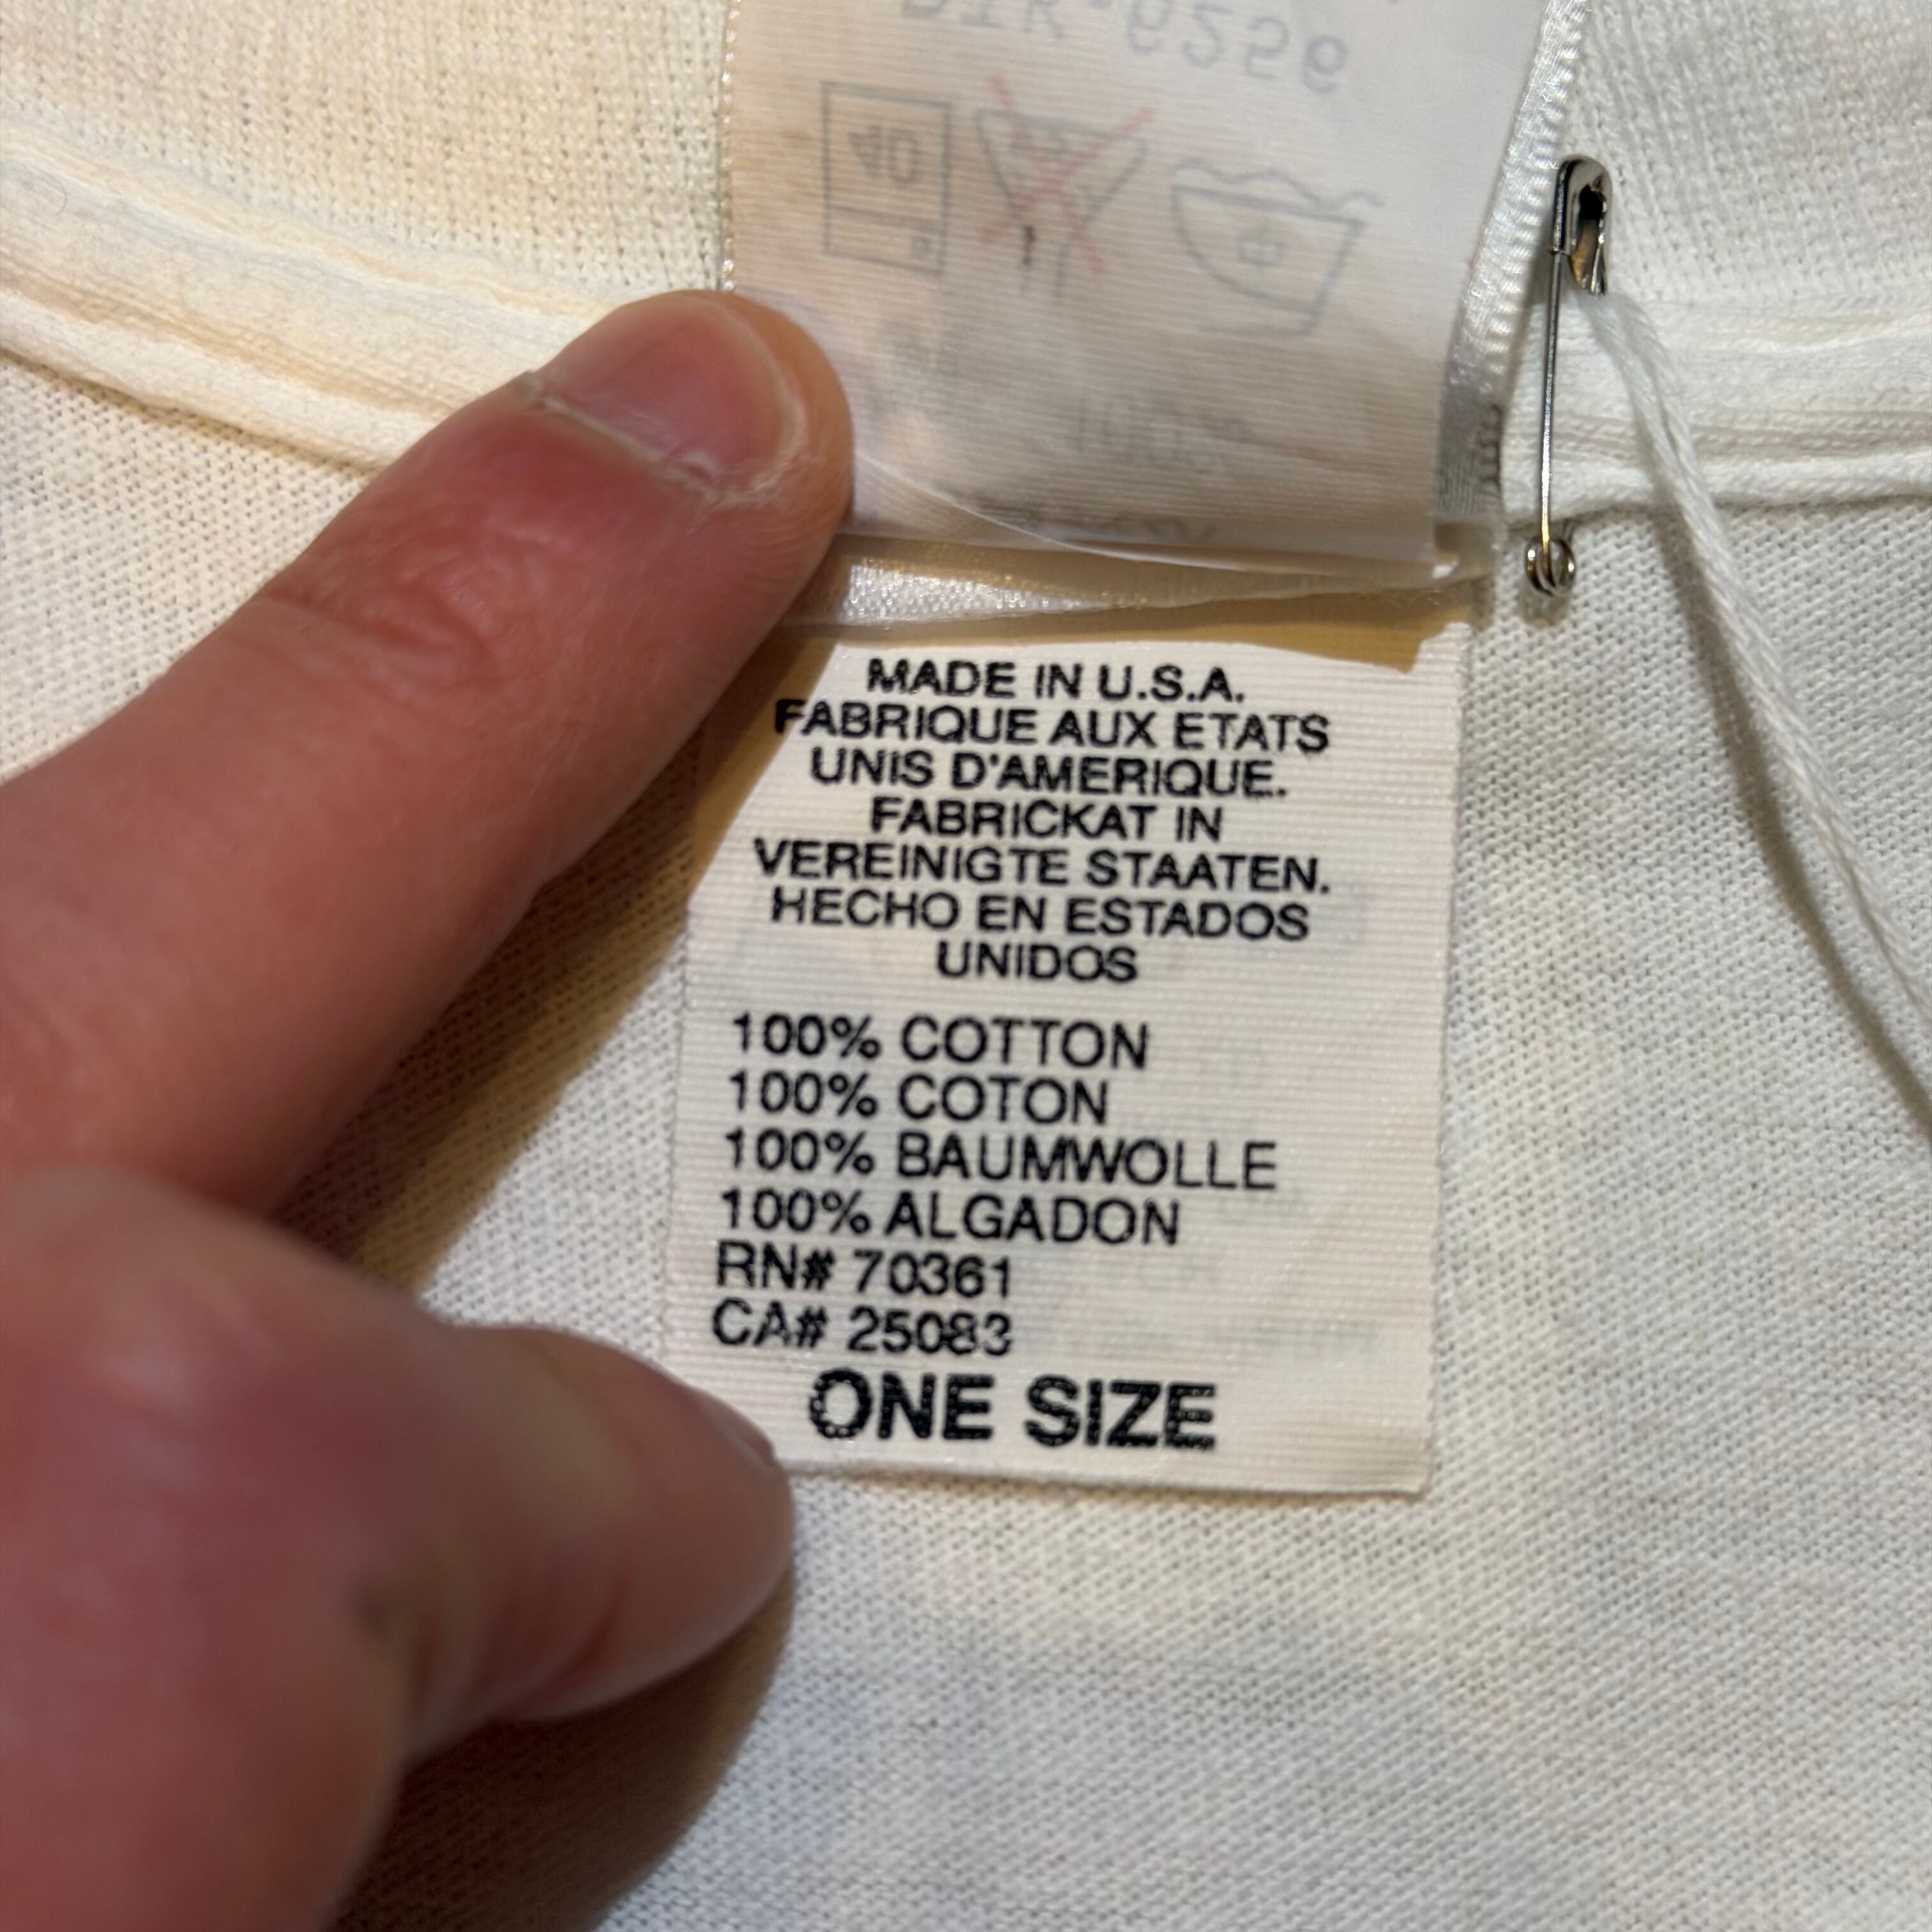 40
MADE IN U.S.A.
FABRIQUE AUX ETATS
UNIS D'AMERIQUE.
FABRICKAT IN
VEREINIGTE STAATEN.
HECHO EN ESTADOS
UNIDOS
100% COTTON
100% COTON
100% BAUMWOLLE
100% ALGADON
RN# 70361
CA# 25083
ONE SIZE